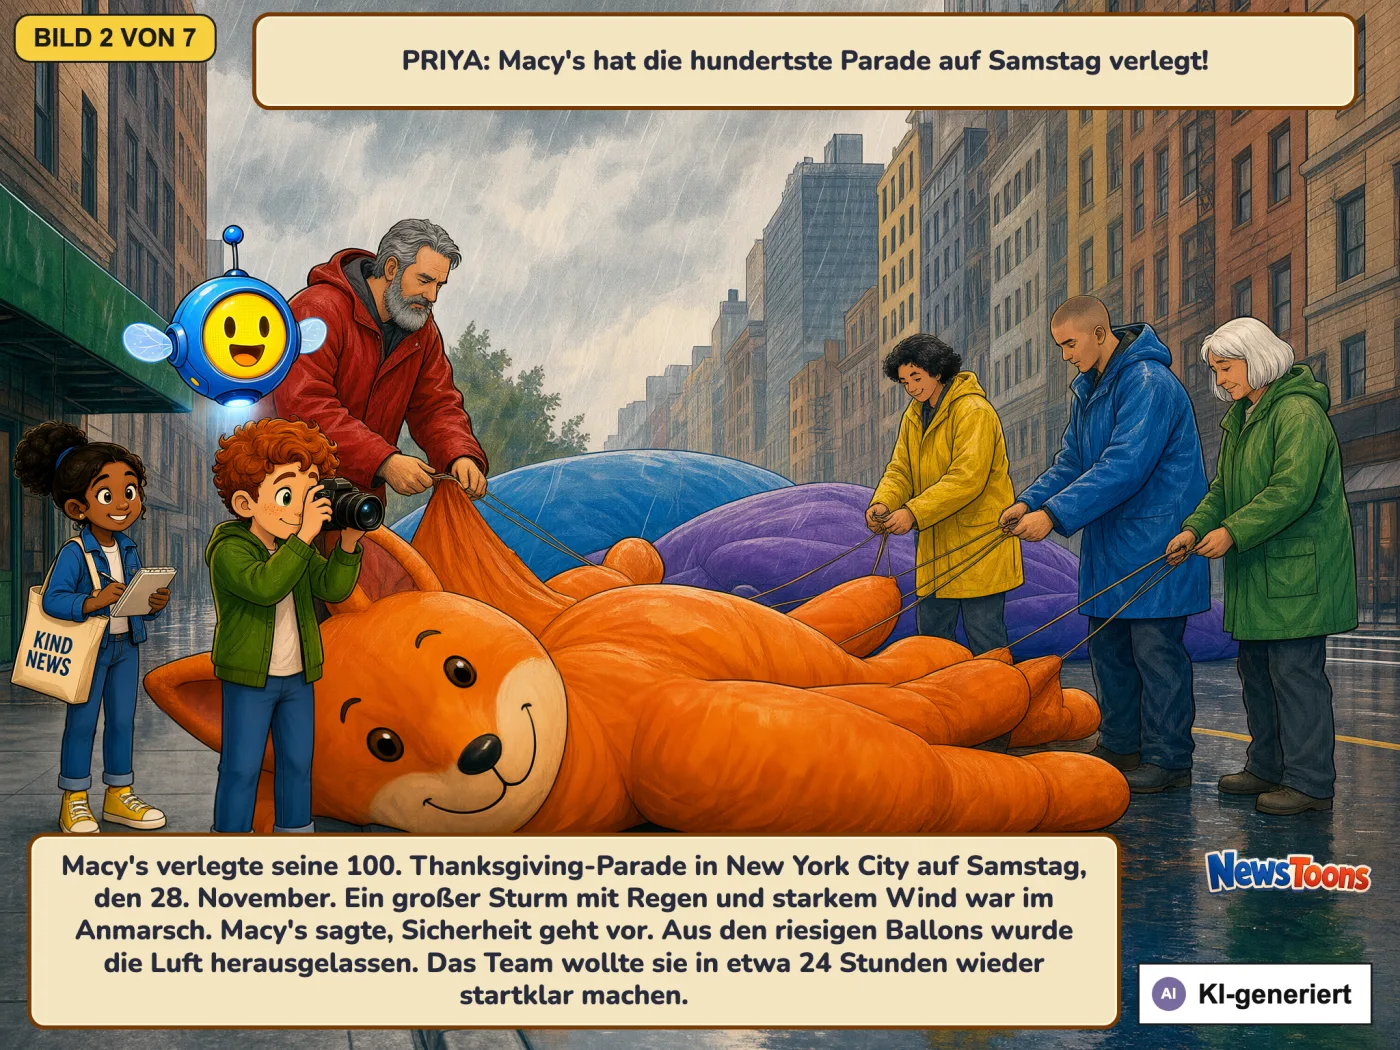 BILD 2 VON 7
PRIYA: Macy's hat die hundertste Parade auf Samstag verlegt!
KIND
NEWS
Macy's verlegte seine 100. Thanksgiving-Parade in New York City auf Samstag,
den 28. November. Ein großer Sturm mit Regen und starkem Wind war im
Anmarsch. Macy's sagte, Sicherheit geht vor. Aus den riesigen Ballons wurde
die Luft herausgelassen. Das Team wollte sie in etwa 24 Stunden wieder
startklar machen.
NewsToons
AI KI-generiert